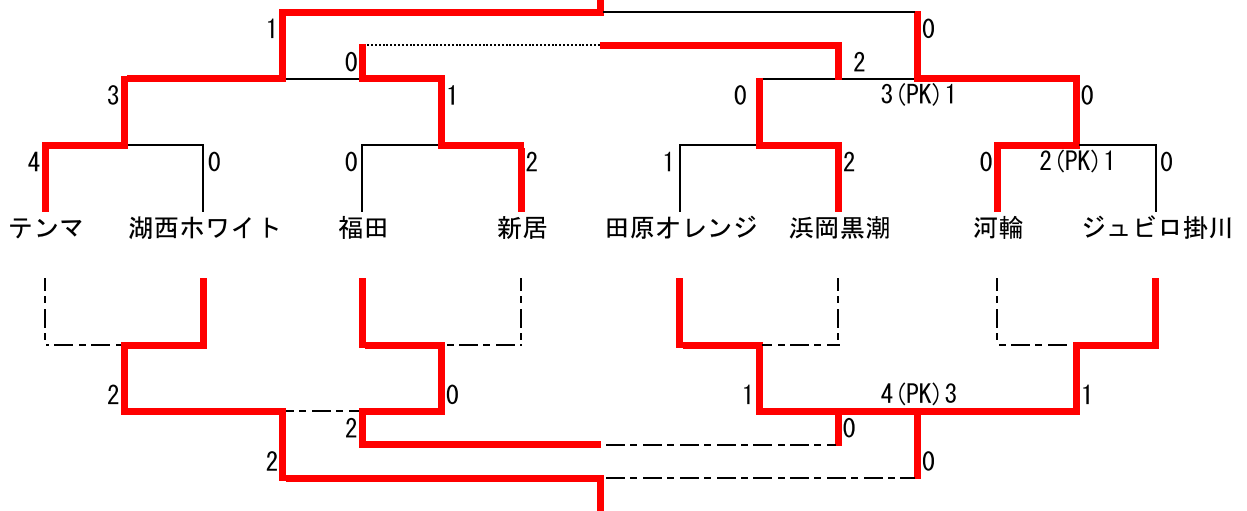 1 0
0 2
3 1 0 3(PK)1 0
4 0 0 2 1 2 0 2(PK)1 0
テンマ 湖西ホワイト 福田 新居 田原オレンジ 浜岡黒潮 河輪 ジュビロ掛川
2 0 1 4(PK)3 1
2 0
2 0